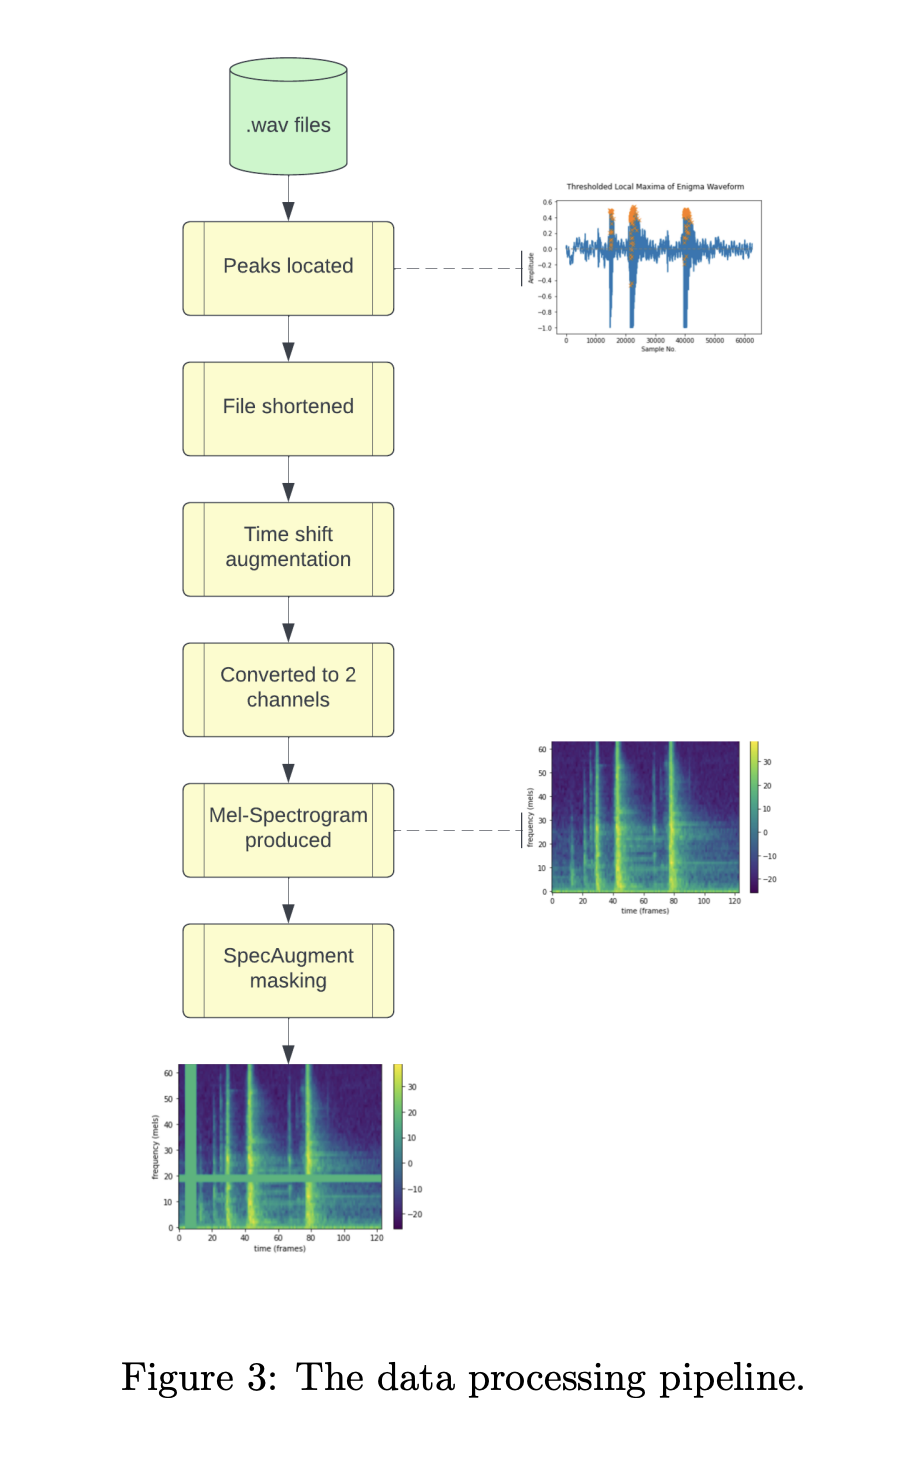 .wav files
Thresholded Local Maxima of Enigma Waveform
0.6
0.4
0.2
0.0
−0.2
−0.4
−0.6
−0.8
−1.0
Amplitude
0 10000 20000 30000 40000 50000 60000
Sample No.
Peaks located
File shortened
Time shift
augmentation
Converted to 2
channels
Mel-Spectrogram
produced
60
50
40
30
20
10
0
frequency (mels)
0 20 40 60 80 100 120
time (frames)
30
20
10
0
−10
−20
SpecAugment
masking
60
50
40
30
20
10
0
frequency (mels)
0 20 40 60 80 100 120
time (frames)
30
20
10
0
−10
−20
Figure 3: The data processing pipeline.